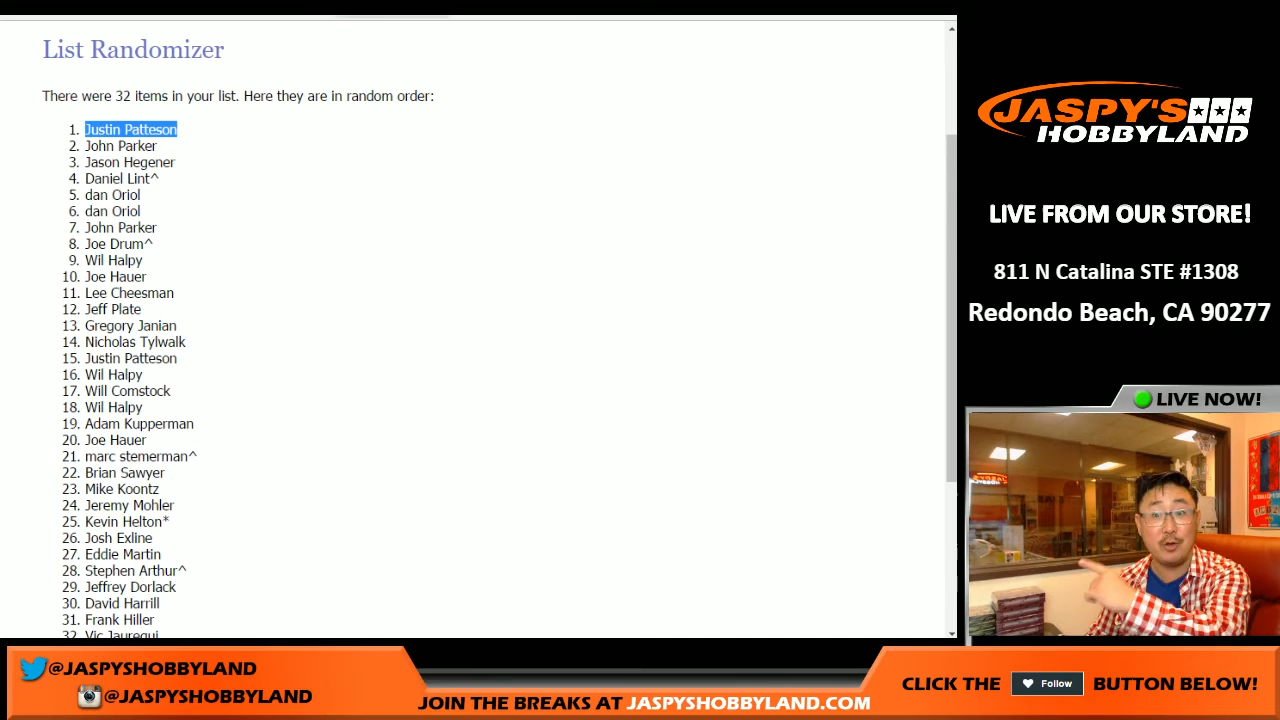 List Randomizer
There were 32 items in your list. Here they are in random order:
1. Justin Patteson
2. John Parker
3. Jason Hegener
4. Daniel Lint^
5. dan Oriol
6. dan Oriol
7. John Parker
8. Joe Drum^
9. Wil Halpy
10. Joe Hauer
11. Lee Cheesman
12. Jeff Plate
13. Gregory Janian
14. Nicholas Tylwalk
15. Justin Patteson
16. Wil Halpy
17. Will Comstock
18. Wil Halpy
19. Adam Kupperman
20. Joe Hauer
21. marc stemerman^
22. Brian Sawyer
23. Mike Koontz
24. Jeremy Mohler
25. Kevin Helton*
26. Josh Exline
27. Eddie Martin
28. Stephen Arthur^
29. Jeffrey Dorlack
30. David Harrill
31. Frank Hiller
32. Vic Jauregui
JASPY'S
HOBBYLAND
LIVE FROM OUR STORE!
811 N Catalina STE #1308
Redondo Beach, CA 90277
LIVE NOW!
@JASPYSHOBBYLAND
@JASPYSHOBBYLAND
JOIN THE BREAKS AT JASPYSHOBBYLAND.COM
CLICK THE Follow BUTTON BELOW!